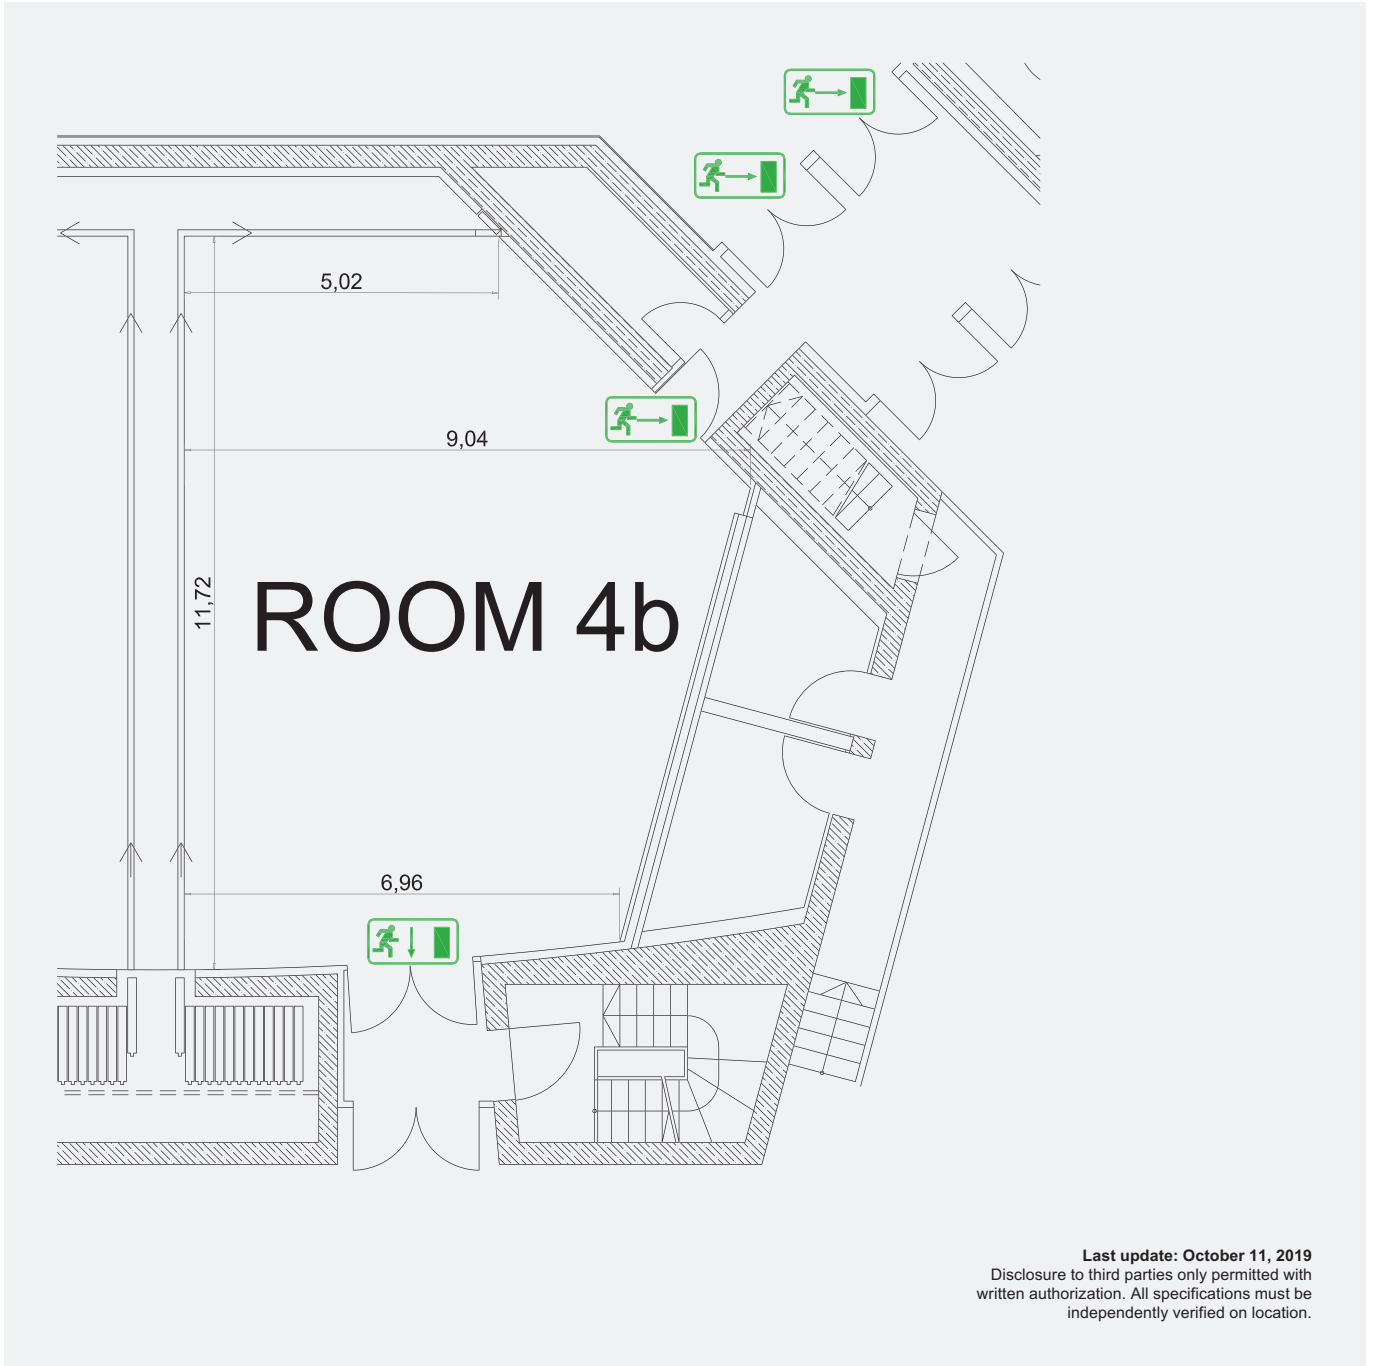 5,02
9,04
11,72
ROOM 4b
6,96
Last update: October 11, 2019
Disclosure to third parties only permitted with
written authorization. All specifications must be
independently verified on location.